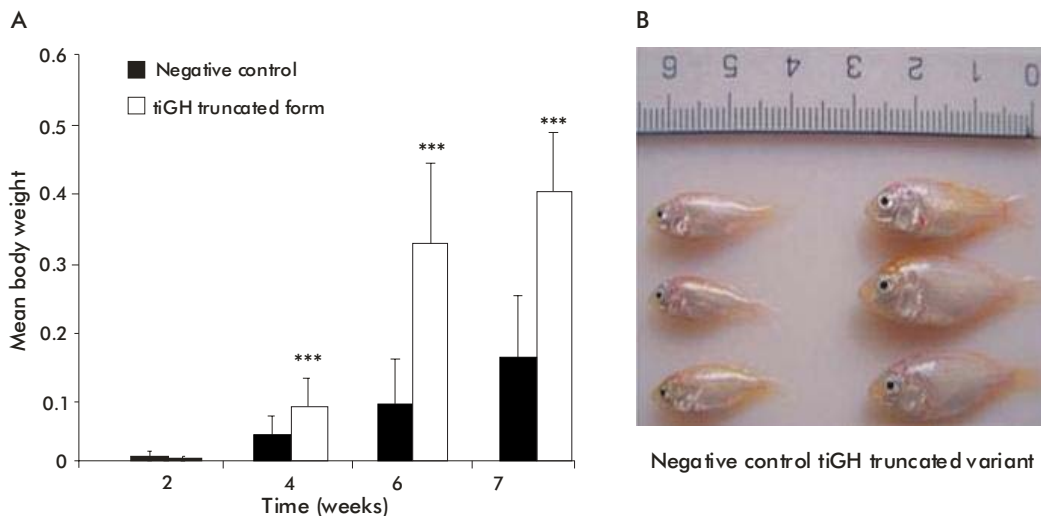 A
Negative control
tiGH truncated form
Mean body weight
0.6
0.5
0.4
0.3
0.2
0.1
0
***
***
***
2 4 6 7
Time (weeks)
B
6 5 4 3 2 1 0
Negative control tiGH truncated variant